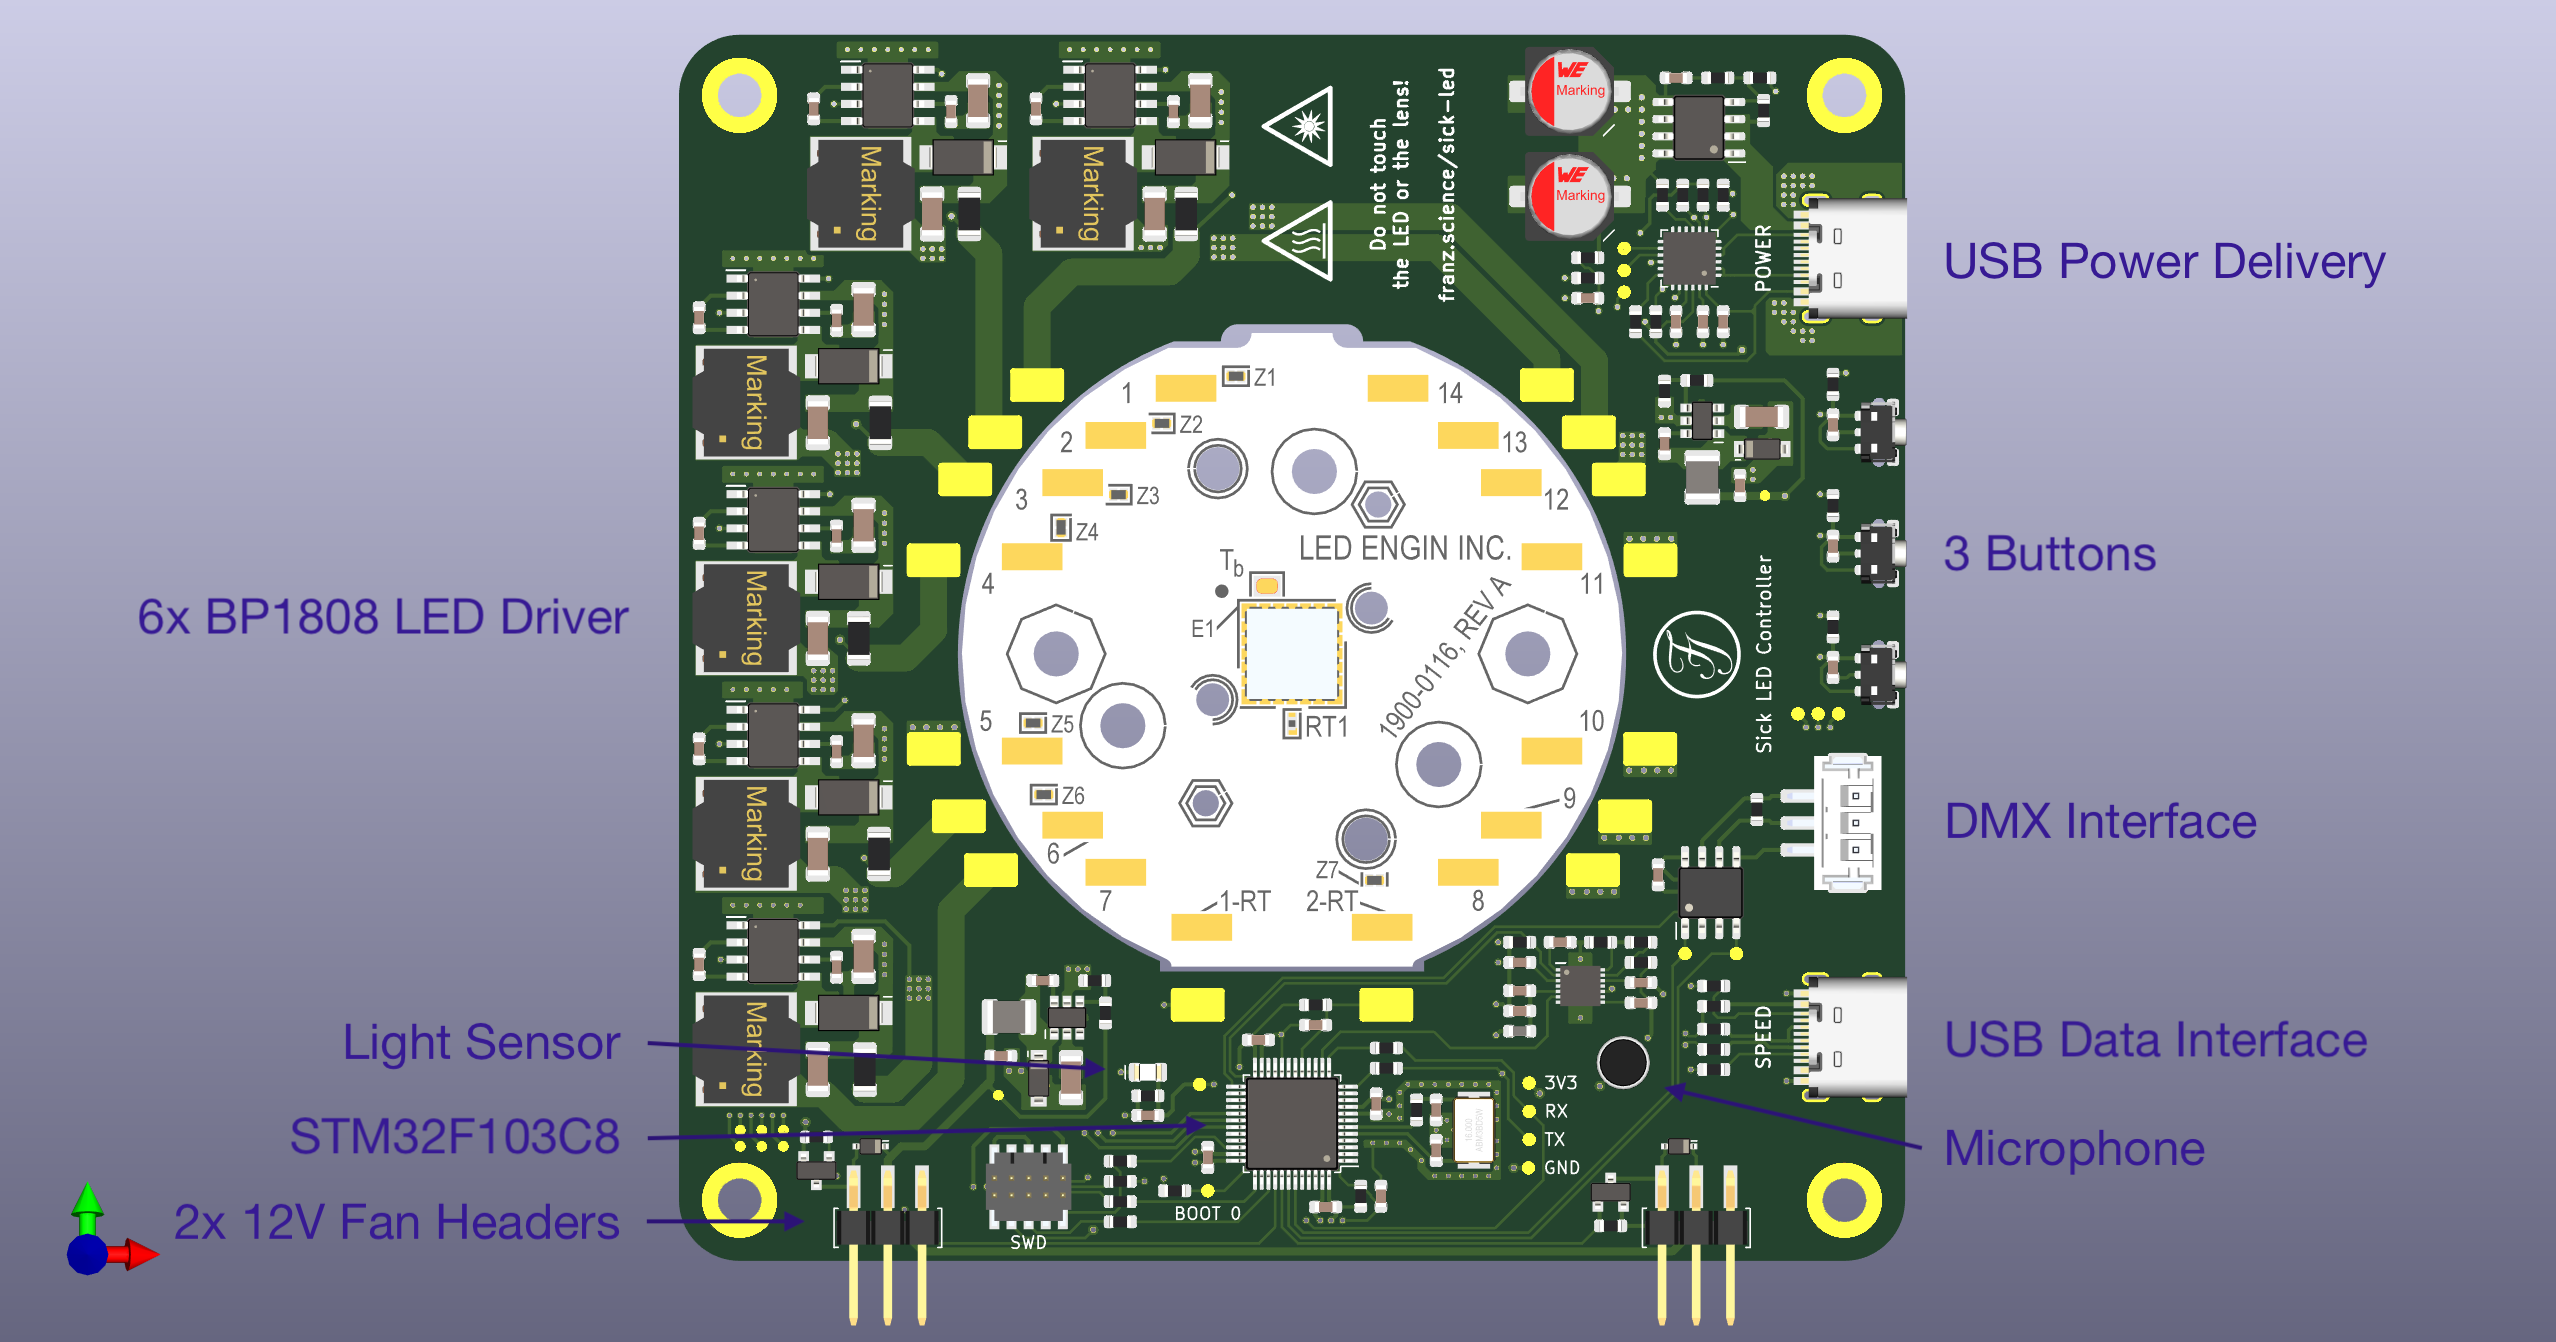 USB Power Delivery
3 Buttons
DMX Interface
USB Data Interface
Microphone
6x BP1808 LED Driver
Light Sensor
STM32F103C8
2x 12V Fan Headers
Marking
Marking
Marking
Marking
Marking
Marking
Do not touch
the LED or the lens!
franz.science/sick-led
WE
Marking
WE
Marking
POWER
Sick LED Controller
SPEED
1
2
3
4
5
6
7
8
9
10
11
12
13
14
Z1
Z2
Z3
Z4
Z5
Z6
Z7
LED ENGIN INC.
Tb
E1
RT1
1900-0116, REV A
1-RT
2-RT
3V3
RX
TX
GND
BOOT 0
SWD